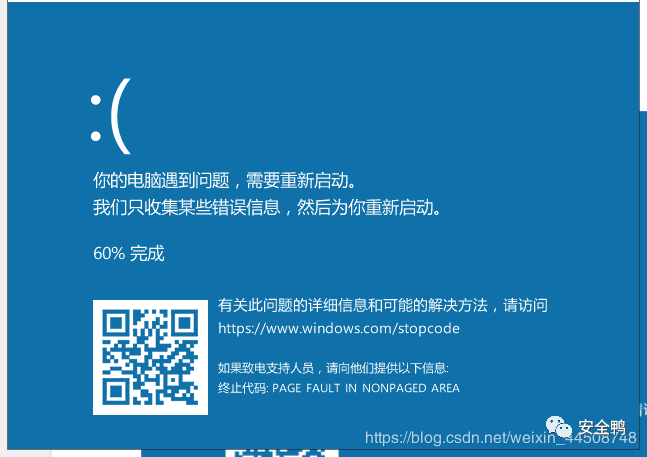 :(
你的电脑遇到问题，需要重新启动。
我们只收集某些错误信息，然后为你重新启动。
60% 完成
有关此问题的详细信息和可能的解决方法，请访问
https://www.windows.com/stopcode
如果致电支持人员，请向他们提供以下信息:
终止代码: PAGE FAULT IN NONPAGED AREA
安全鸭
https://blog.csdn.net/weixin_44508748